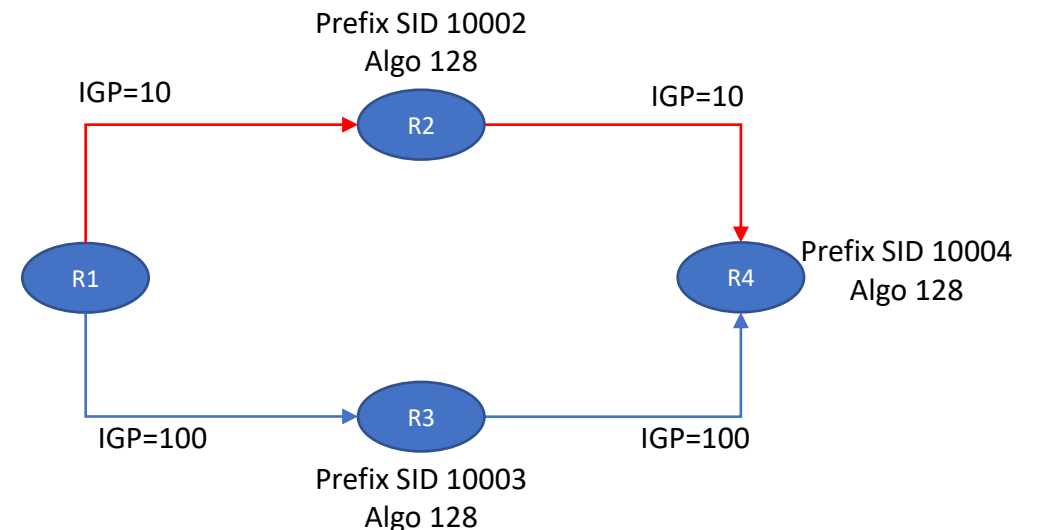 Prefix SID 10002
Algo 128
IGP=10
IGP=10
R2
R1
R4
Prefix SID 10004
Algo 128
R3
IGP=100
IGP=100
Prefix SID 10003
Algo 128